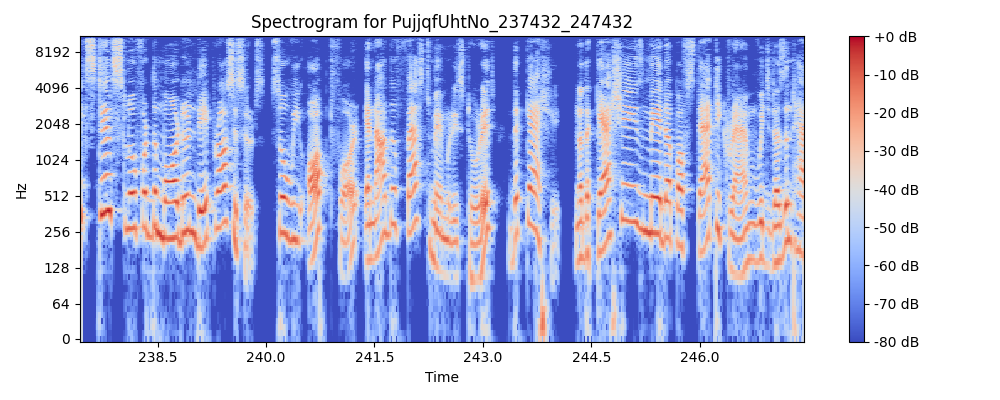 Spectrogram for PujjqfUhtNo_237432_247432
8192
4096
2048
1024
512
256
128
64
0
Hz
238.5
240.0
241.5
243.0
244.5
246.0
Time
+0 dB
-10 dB
-20 dB
-30 dB
-40 dB
-50 dB
-60 dB
-70 dB
-80 dB